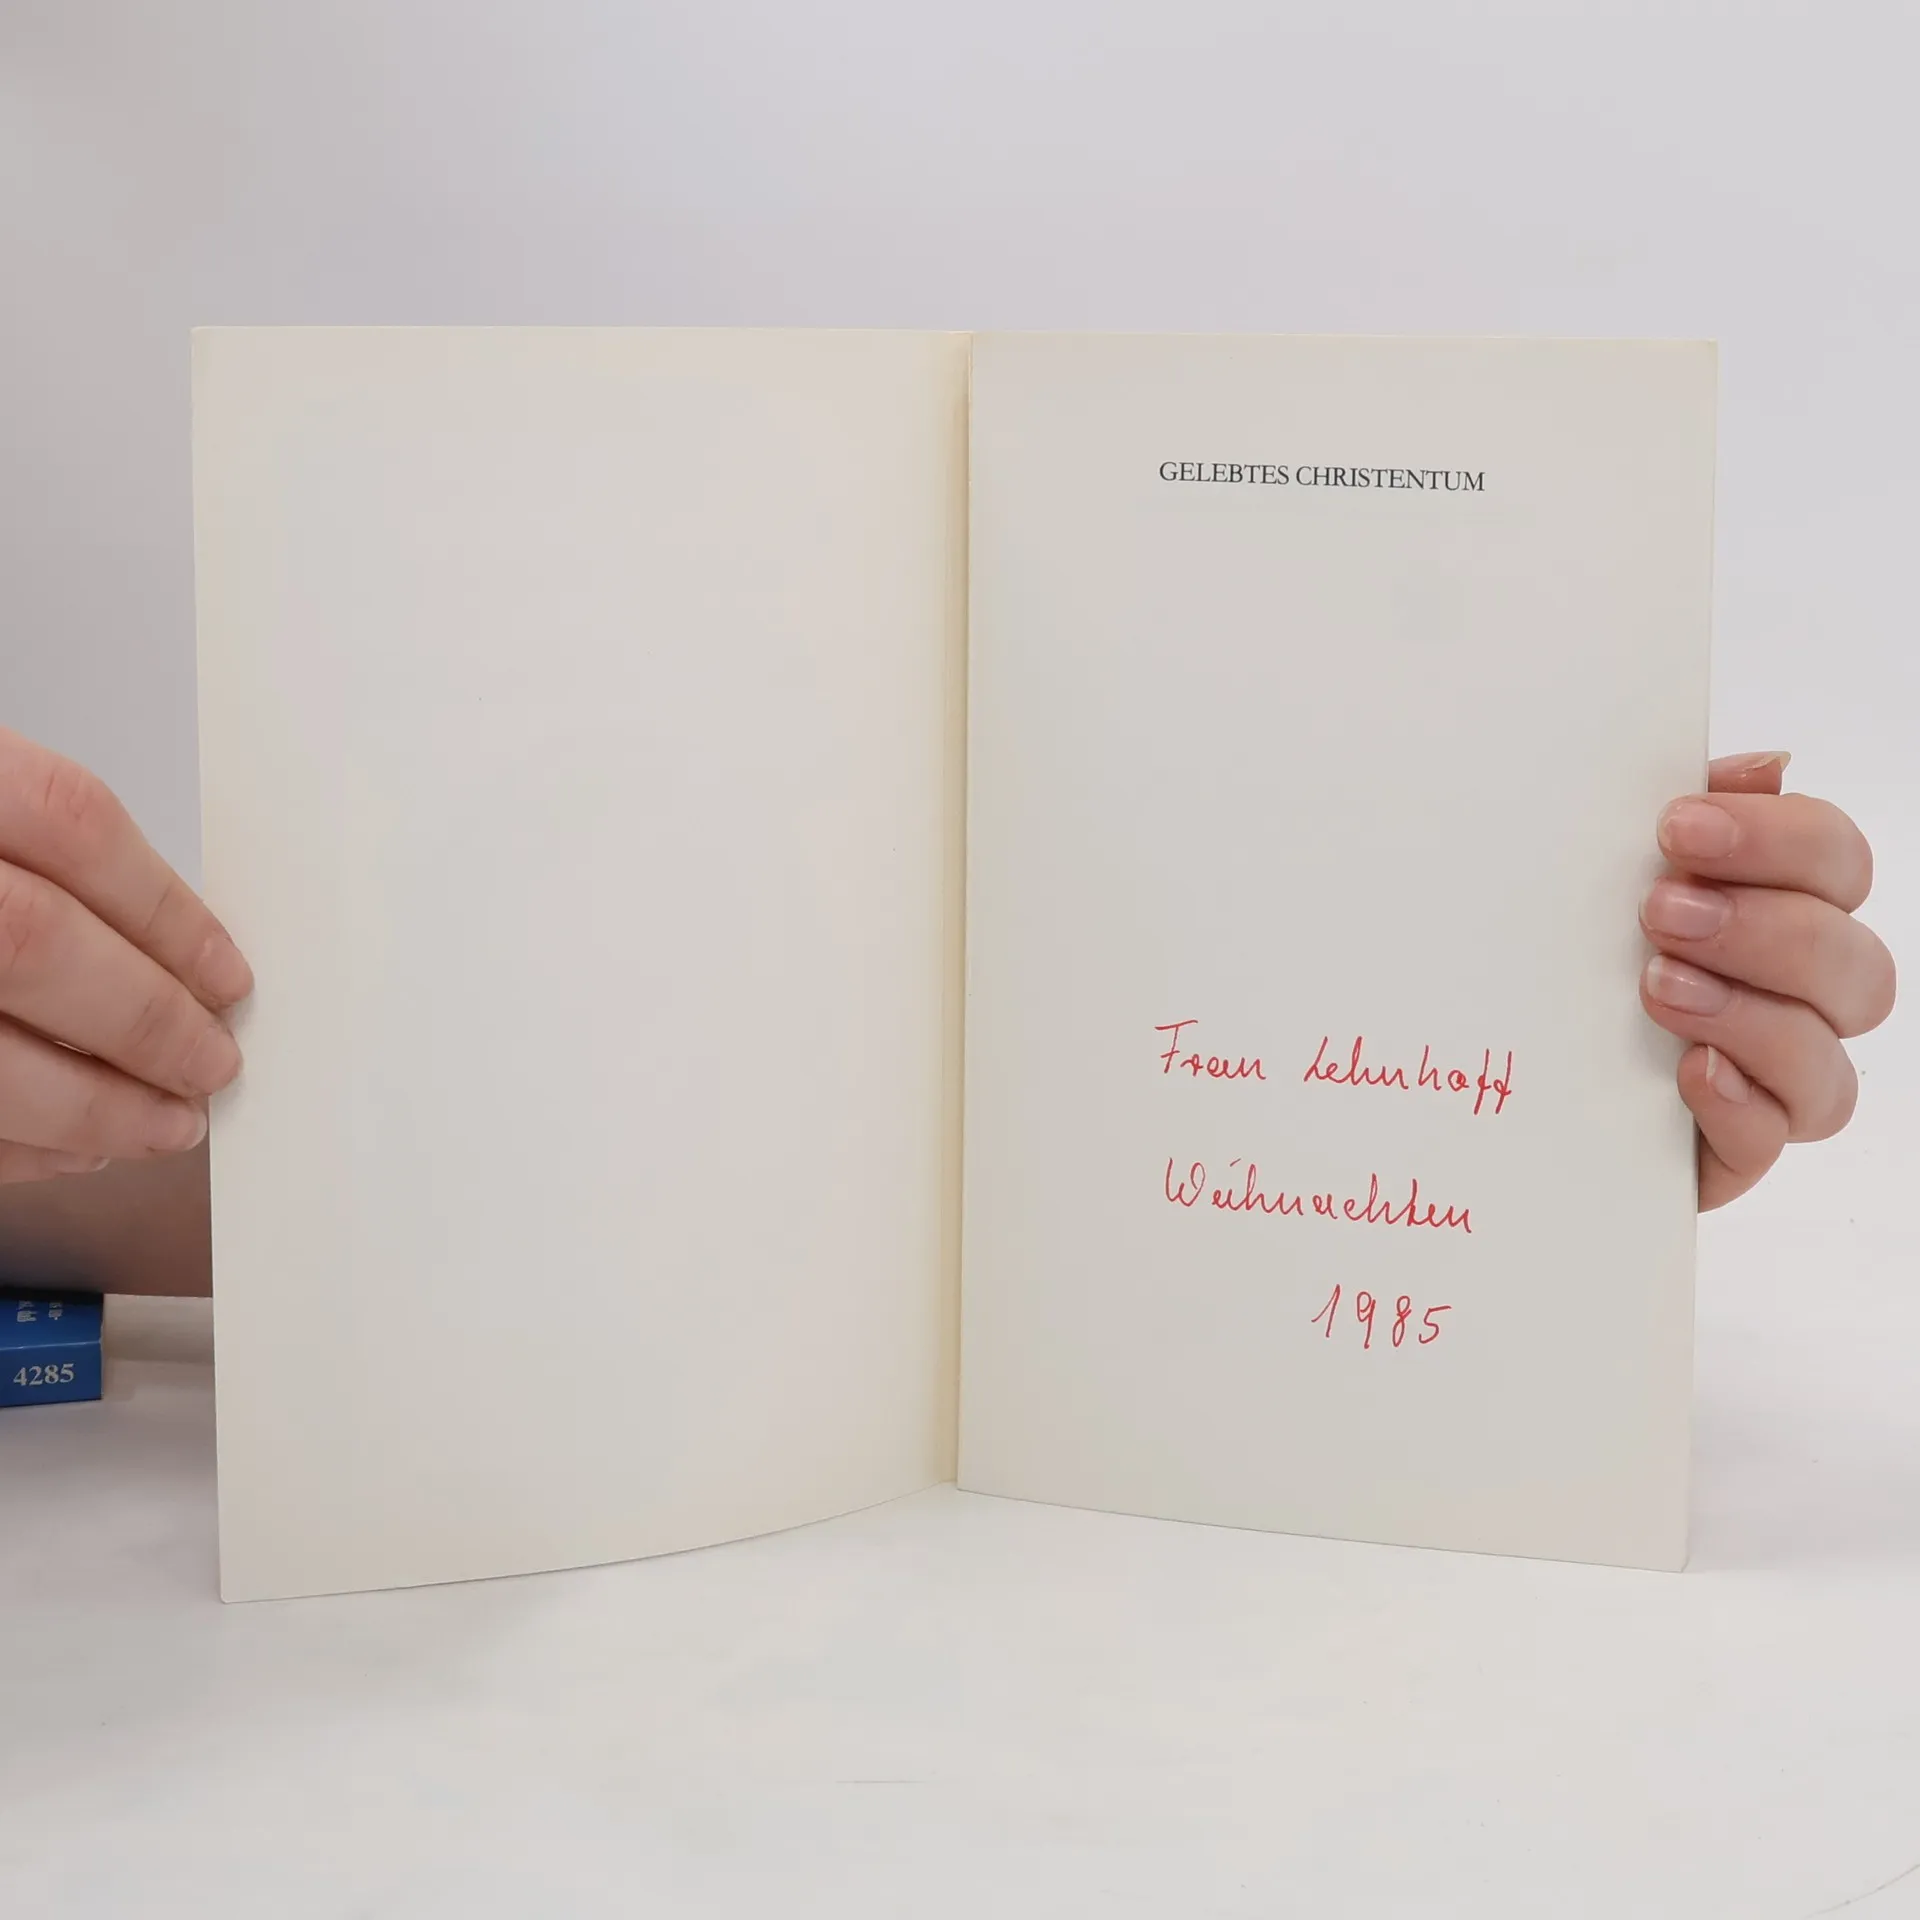 GELEBTES CHRISTENTUM
Frau Lehnhoff
Weihnachten
1985
4285